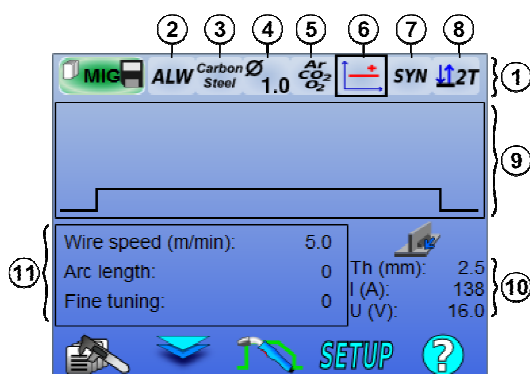 2 3 4 5 6 7 8
MIG ALW Carbon Steel Ø 1.0 Ar CO2 O2 + SYN 2T 1
9
Wire speed (m/min): 5.0
Arc length: 0
Fine tuning: 0
11
Th (mm): 2.5
I (A): 138
U (V): 16.0
10
SETUP ?